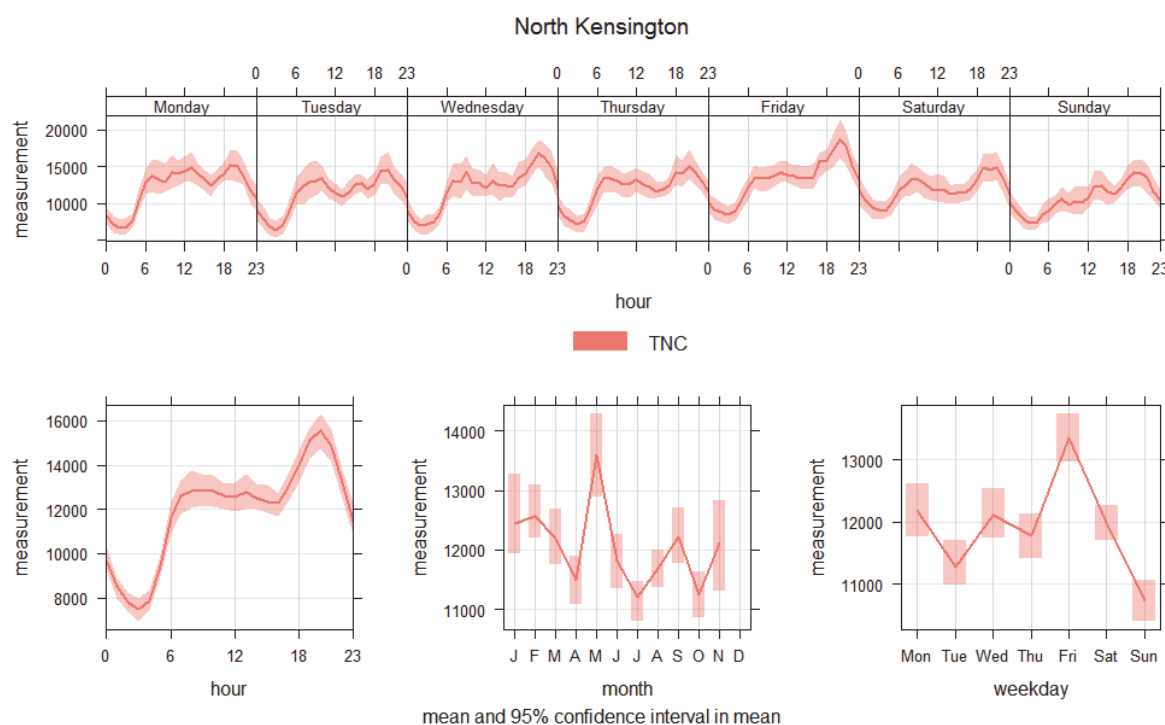 North Kensington
0 6 12 18 23 0 6 12 18 23 0 6 12 18 23
Monday Tuesday Wednesday Thursday Friday Saturday Sunday
measurement
20000
15000
10000
0 6 12 18 23 0 6 12 18 23 0 6 12 18 23 0 6 12 18 23
hour
TNC
measurement
16000
14000
12000
10000
8000
0 6 12 18 23
hour
measurement
14000
13000
12000
11000
J F M A M J J A S O N D
month
measurement
13000
12000
11000
Mon Tue Wed Thu Fri Sat Sun
weekday
mean and 95% confidence interval in mean